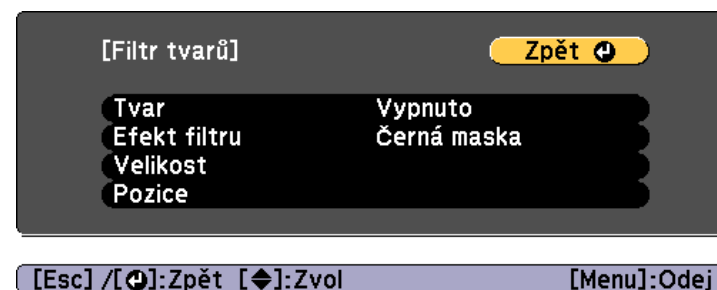 [Filtr tvarů] Zpět
Tvar Vypnuto
Efekt filtru Černá maska
Velikost
Pozice
[Esc] /[ ]:Zpět [ ]:Zvol [Menu]:Odej